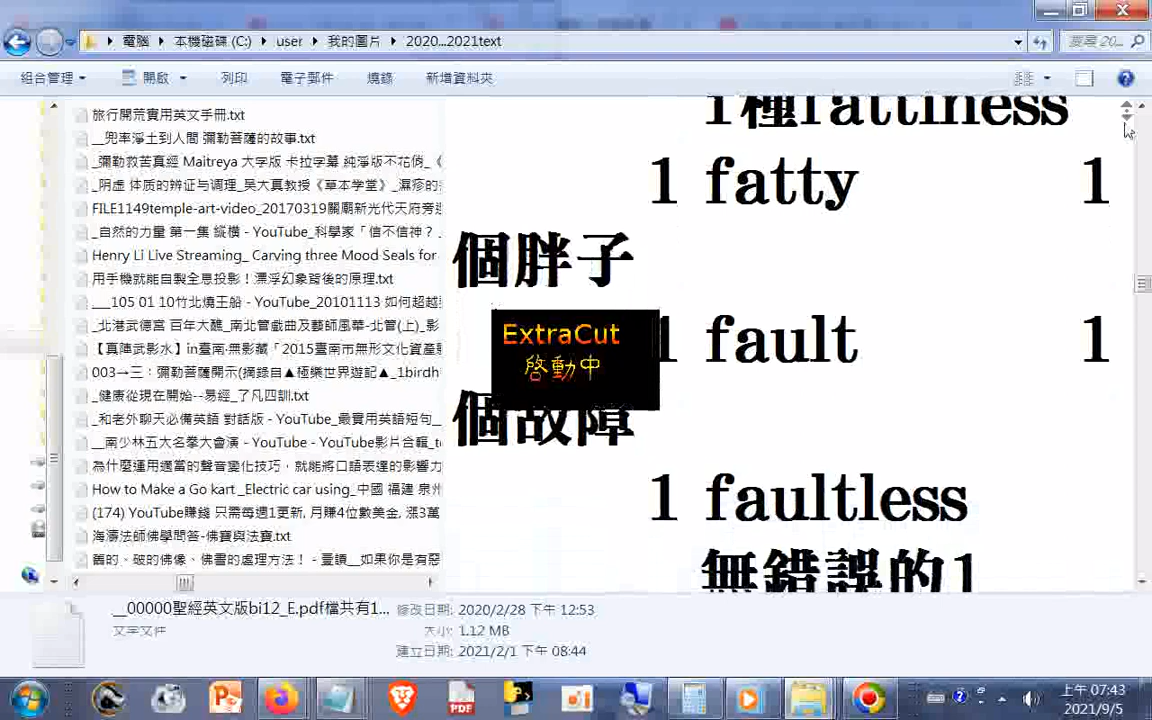 電腦 本機磁碟 (C:) user 我的圖片 2020...2021text
搜尋 20...
組合管理 開啟 列印 電子郵件 燒錄 新增資料夾
旅行開荒實用英文手冊.txt
__兜率淨土到人間 彌勒菩薩的故事.txt
_彌勒救苦真經 Maitreya 大字版 卡拉字幕 純淨版不花俏_《
_阴虚 体质的辨证与调理_吴大真教授《草本学堂》_濕疹的
FILE1149temple-art-video_20170319關廟新光代天府旁邊
_自然的力量 第一集 縱橫 - YouTube_科學家「信不信神？」
Henry Li Live Streaming_ Carving three Mood Seals for
用手機就能自製全息投影！漂浮幻象背後的原理.txt
___105 01 10竹北燒王船 - YouTube_20101113 如何超越
_北港武德宮 百年大醮_南北管戲曲及藝師風華-北管(上)_影
【真陣武影水】in臺南·無影藏「2015臺南市無形文化資產
003→三：彌勒菩薩開示(摘錄自▲極樂世界遊記▲_1birdh
_健康從現在開始--易經_了凡四訓.txt
_和老外聊天必備英語 對話版 - YouTube_最實用英語短句_
__南少林五大名拳大會演 - YouTube - YouTube影片合輯_to
為什麼運用適當的聲音變化技巧，就能將口語表達的影響力
How to Make a Go kart _Electric car using_中國 福建 泉州
(174) YouTube賺錢 只需每週1更新, 月賺4位數美金, 漲3萬
海濤法師佛學問答-佛寶與法寶.txt
舊的、破的佛像、佛書的處理方法！ - 壹讀__如果你是有惡
1種fattiness
1 fatty 1
個胖子
1 fault 1
個故障
1 faultless
無錯誤的1
ExtraCut
啓動中
__00000聖經英文版bi12_E.pdf檔共有1... 修改日期: 2020/2/28 下午 12:53
文字文件 大小: 1.12 MB
建立日期: 2021/2/1 下午 08:44
PDF
上午 07:43
2021/9/5